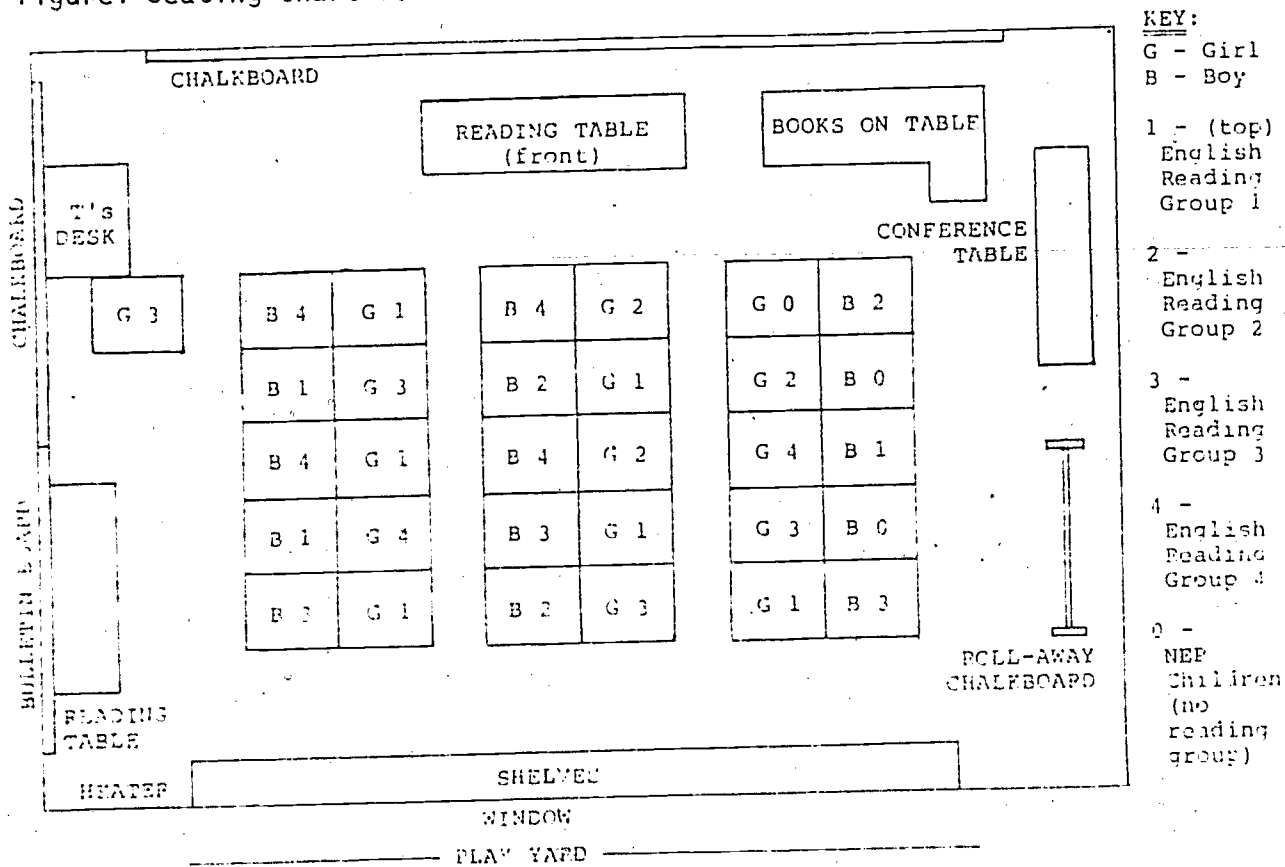 KEY:
G - Girl
B - Boy
1 - (top)
English
Reading
Group 1
2 -
English
Reading
Group 2
3 -
English
Reading
Group 3
4 -
English
Reading
Group 4
0 -
NEP
Children
(no
reading
group)
CHALKBOARD
READING TABLE
(front)
BOOKS ON TABLE
CHALKBOARD
T's
DESK
CONFERENCE
TABLE
G 3
B 4 G 1 B 4 G 2 G 0 B 2
B 1 G 3 B 2 G 1 G 2 B 0
B 4 G 1 B 4 G 2 G 4 B 1
B 1 G 4 B 3 G 1 G 3 B 0
B G 1 B 2 G 3 G 1 B 3
BULLETIN BOARD
READING
TABLE
ROLL-AWAY
CHALKBOARD
HEATER
SHELVES
WINDOW
PLAY YARD